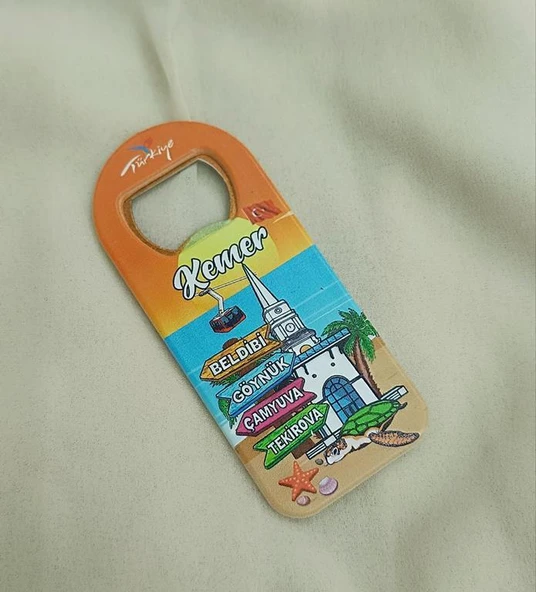 Türkiye
Kemer
BELDİBİ
GÖYNÜK
ÇAMYUVA
TEKİROVA